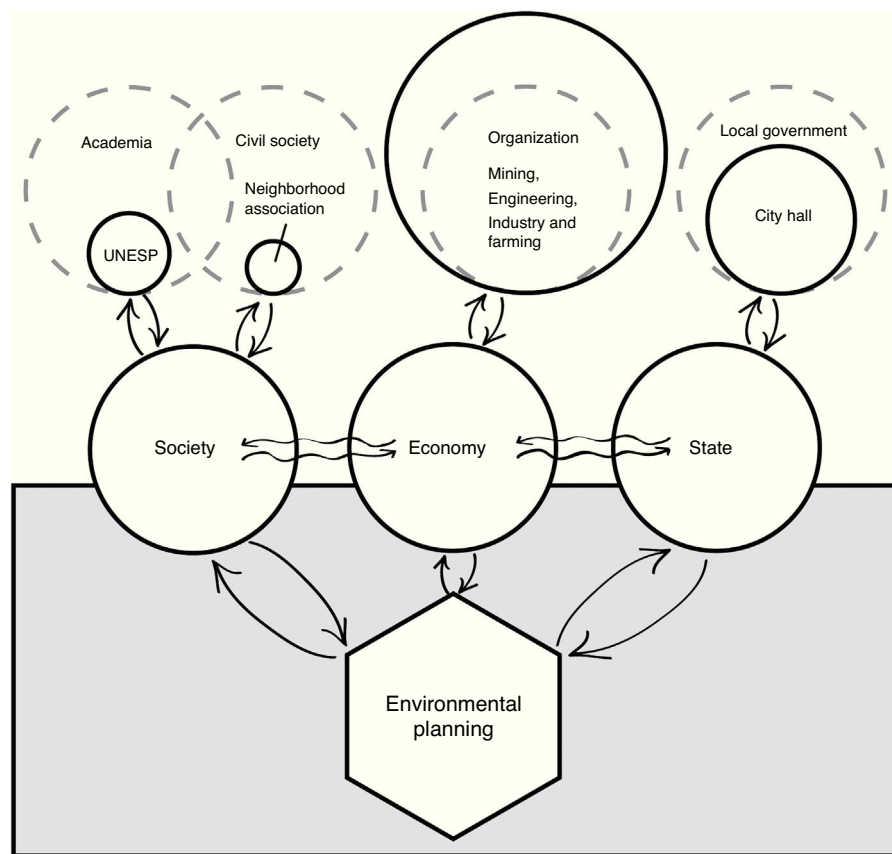 Academia
Civil society
Neighborhood
association
UNESP
Organization
Mining,
Engineering,
Industry and
farming
Local government
City hall
Society
Economy
State
Environmental
planning